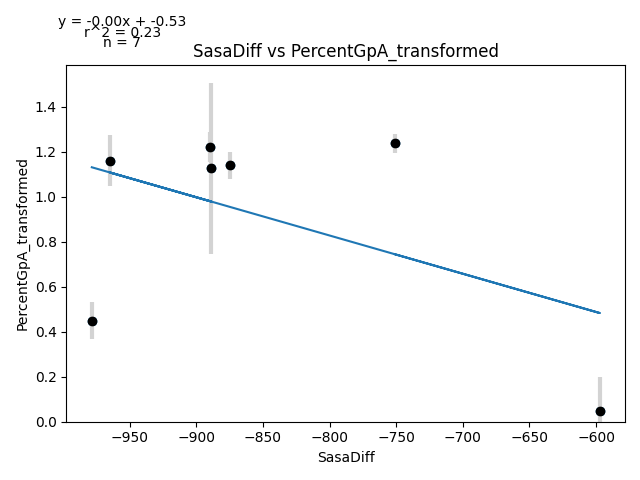 y = -0.00x + -0.53
r^2 = 0.23
n = 7
SasaDiff vs PercentGpA_transformed
PercentGpA_transformed
1.4
1.2
1.0
0.8
0.6
0.4
0.2
0.0
−950
−900
−850
−800
−750
−700
−650
−600
SasaDiff